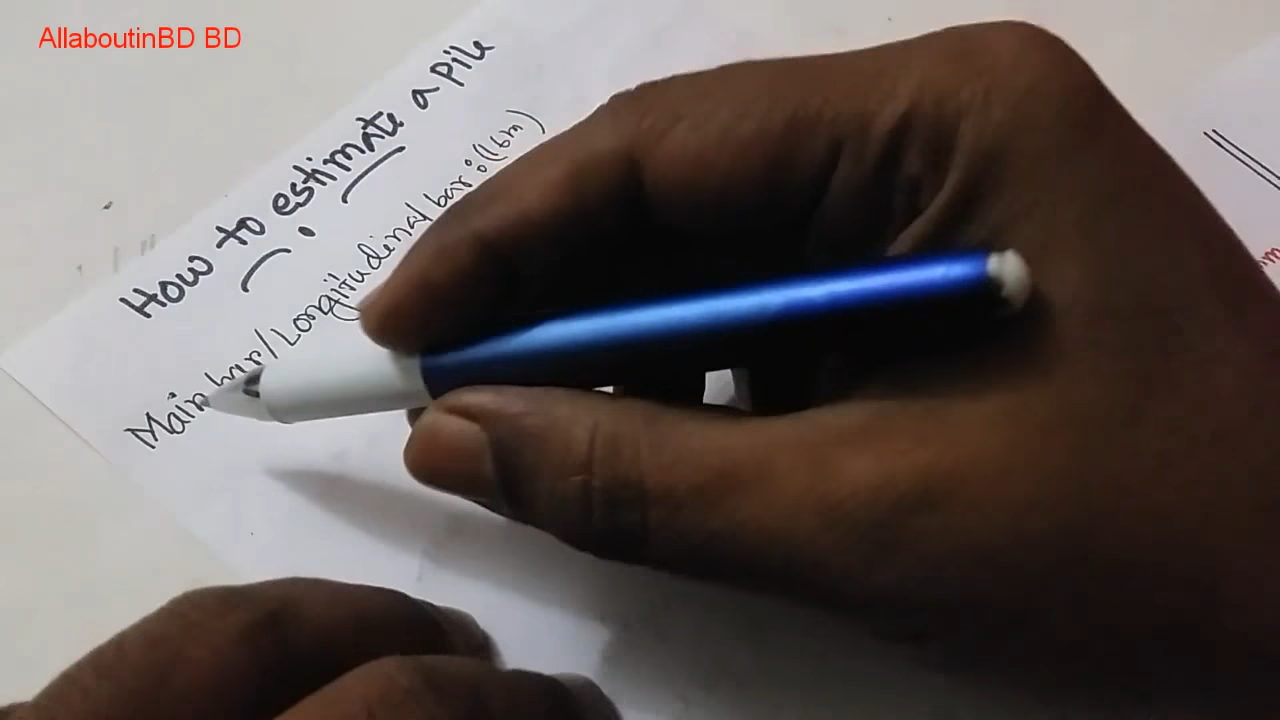 AllaboutinBD BD
How to estimate a pile
Main bar/Longitudinal bar:(16m)